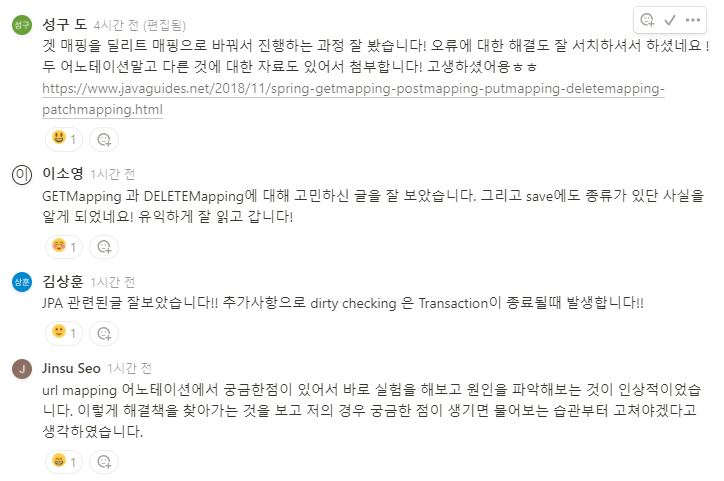 성구 성구 도 4시간 전 (편집됨)
겟 매핑을 딜리트 매핑으로 바꿔서 진행하는 과정 잘 봤습니다! 오류에 대한 해결도 잘 서치하셔서 하셨네요!
두 어노테이션말고 다른 것에 대한 자료도 있어서 첨부합니다! 고생하셨어용ㅎㅎ
https://www.javaguides.net/2018/11/spring-getmapping-postmapping-putmapping-deletemapping-
patchmapping.html
1
이 이소영 1시간 전
GETMapping 과 DELETEMapping에 대해 고민하신 글을 잘 보았습니다. 그리고 save에도 종류가 있단 사실을
알게 되었네요! 유익하게 잘 읽고 갑니다!
1
상훈 김상훈 1시간 전
JPA 관련된글 잘보았습니다!! 추가사항으로 dirty checking 은 Transaction이 종료될때 발생합니다!!
1
J Jinsu Seo 1시간 전
url mapping 어노테이션에서 궁금한점이 있어서 바로 실험을 해보고 원인을 파악해보는 것이 인상적이었습
니다. 이렇게 해결책을 찾아가는 것을 보고 저의 경우 궁금한 점이 생기면 물어보는 습관부터 고쳐야겠다고
생각하였습니다.
1